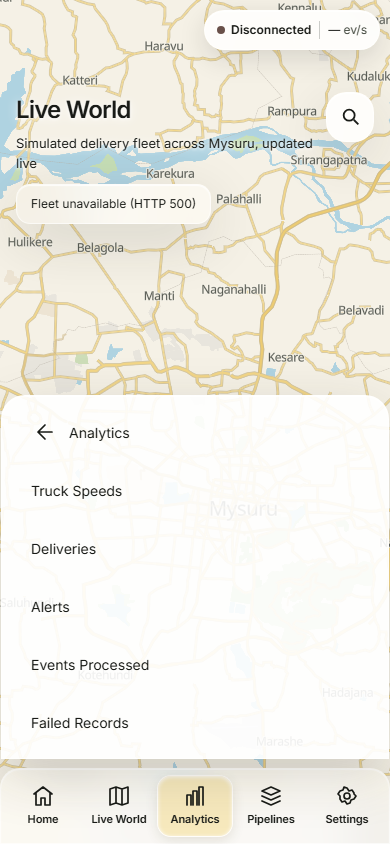 Kennalu
Disconnected
— ev/s
Haravu
Katteri
Live World
Rampura
Simulated delivery fleet across Mysuru, updated
live
Srirangapatna
Karekura
Fleet unavailable (HTTP 500)
Palahalli
Hulikere
Belagola
Naganahalli
Manti
Belavadi
Kesare
Analytics
Truck Speeds
Mysuru
Deliveries
Alerts
Events Processed
Kotehundi
Hadajana
Failed Records
Marashe
Home
Live World
Analytics
Pipelines
Settings